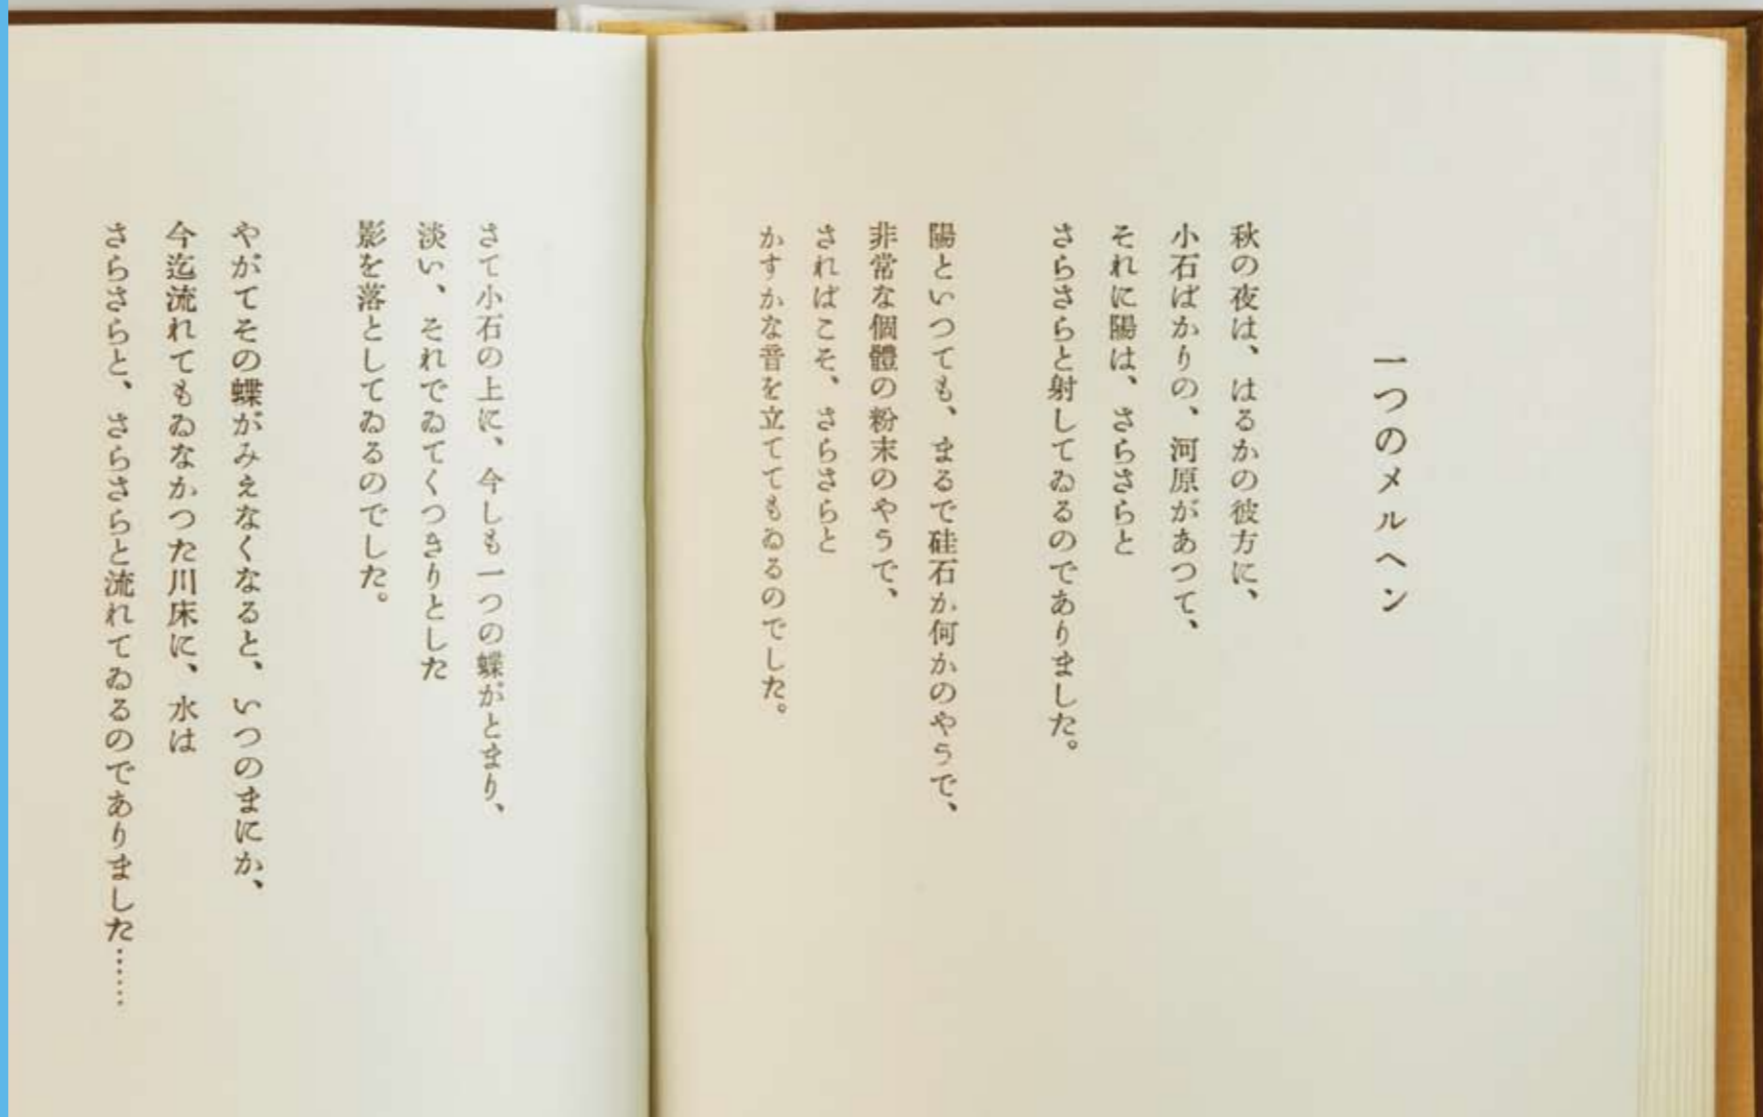 一つのメルヘン
秋の夜は、はるかの彼方に、
小石ばかりの、河原があつて、
それに陽は、さらさらと
さらさらと射してゐるのでありました。
陽といつても、まるで硅石か何かのやうで、
非常な個體の粉末のやうで、
さればこそ、さらさらと
かすかな音を立ててもゐるのでした。
さて小石の上に、今しも一つの蝶がとまり、
淡い、それでゐてくつきりとした
影を落としてゐるのでした。
やがてその蝶がみえなくなると、いつのまにか、
今迄流れてもゐなかつた川床に、水は
さらさらと、さらさらと流れてゐるのでありました……